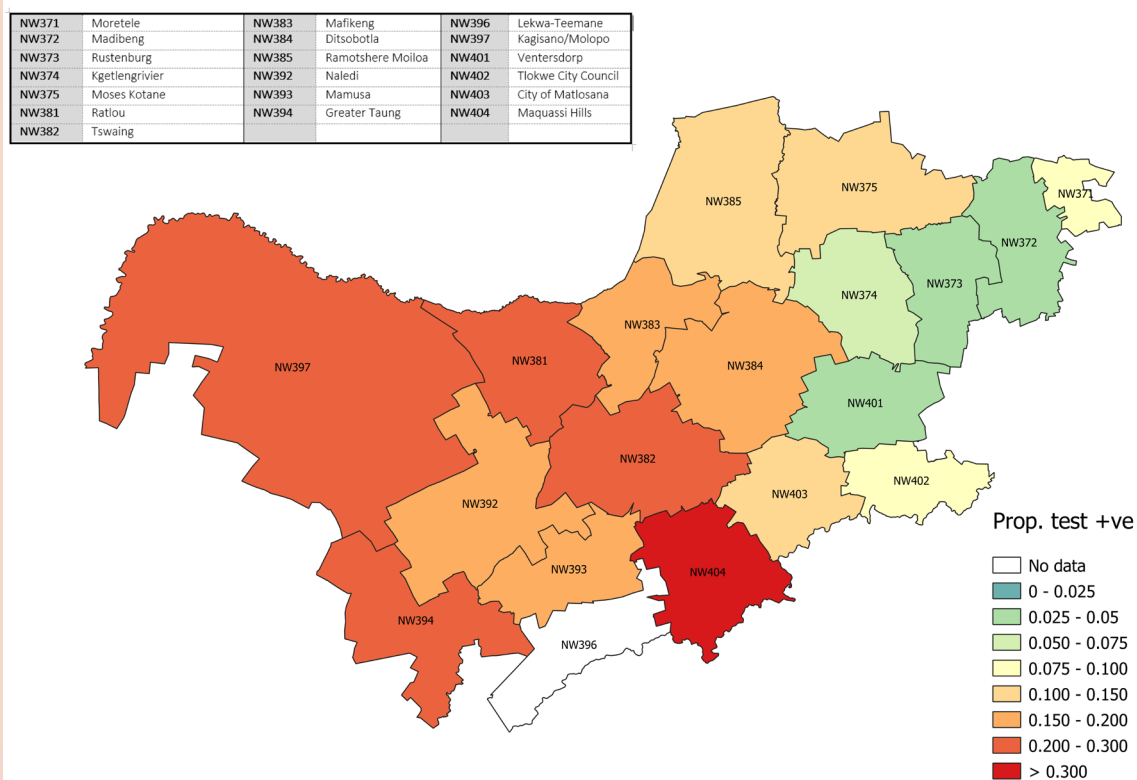 NW371 Moretele NW383 Mafikeng NW396 Lekwa-Teemane
NW372 Madibeng NW384 Ditsobotla NW397 Kagisano/Molopo
NW373 Rustenburg NW385 Ramotshere Moiloa NW401 Ventersdorp
NW374 Kgetlengrivier NW392 Naledi NW402 Tlokwe City Council
NW375 Moses Kotane NW393 Mamusa NW403 City of Matlosana
NW381 Ratlou NW394 Greater Taung NW404 Maquassi Hills
NW382 Tswaing
NW385
NW375
NW371
NW372
NW373
NW374
NW383
NW381
NW397
NW384
NW401
NW382
NW402
NW403
NW392
NW393
NW404
NW394
NW396
Prop. test +ve
No data
0 - 0.025
0.025 - 0.05
0.050 - 0.075
0.075 - 0.100
0.100 - 0.150
0.150 - 0.200
0.200 - 0.300
> 0.300